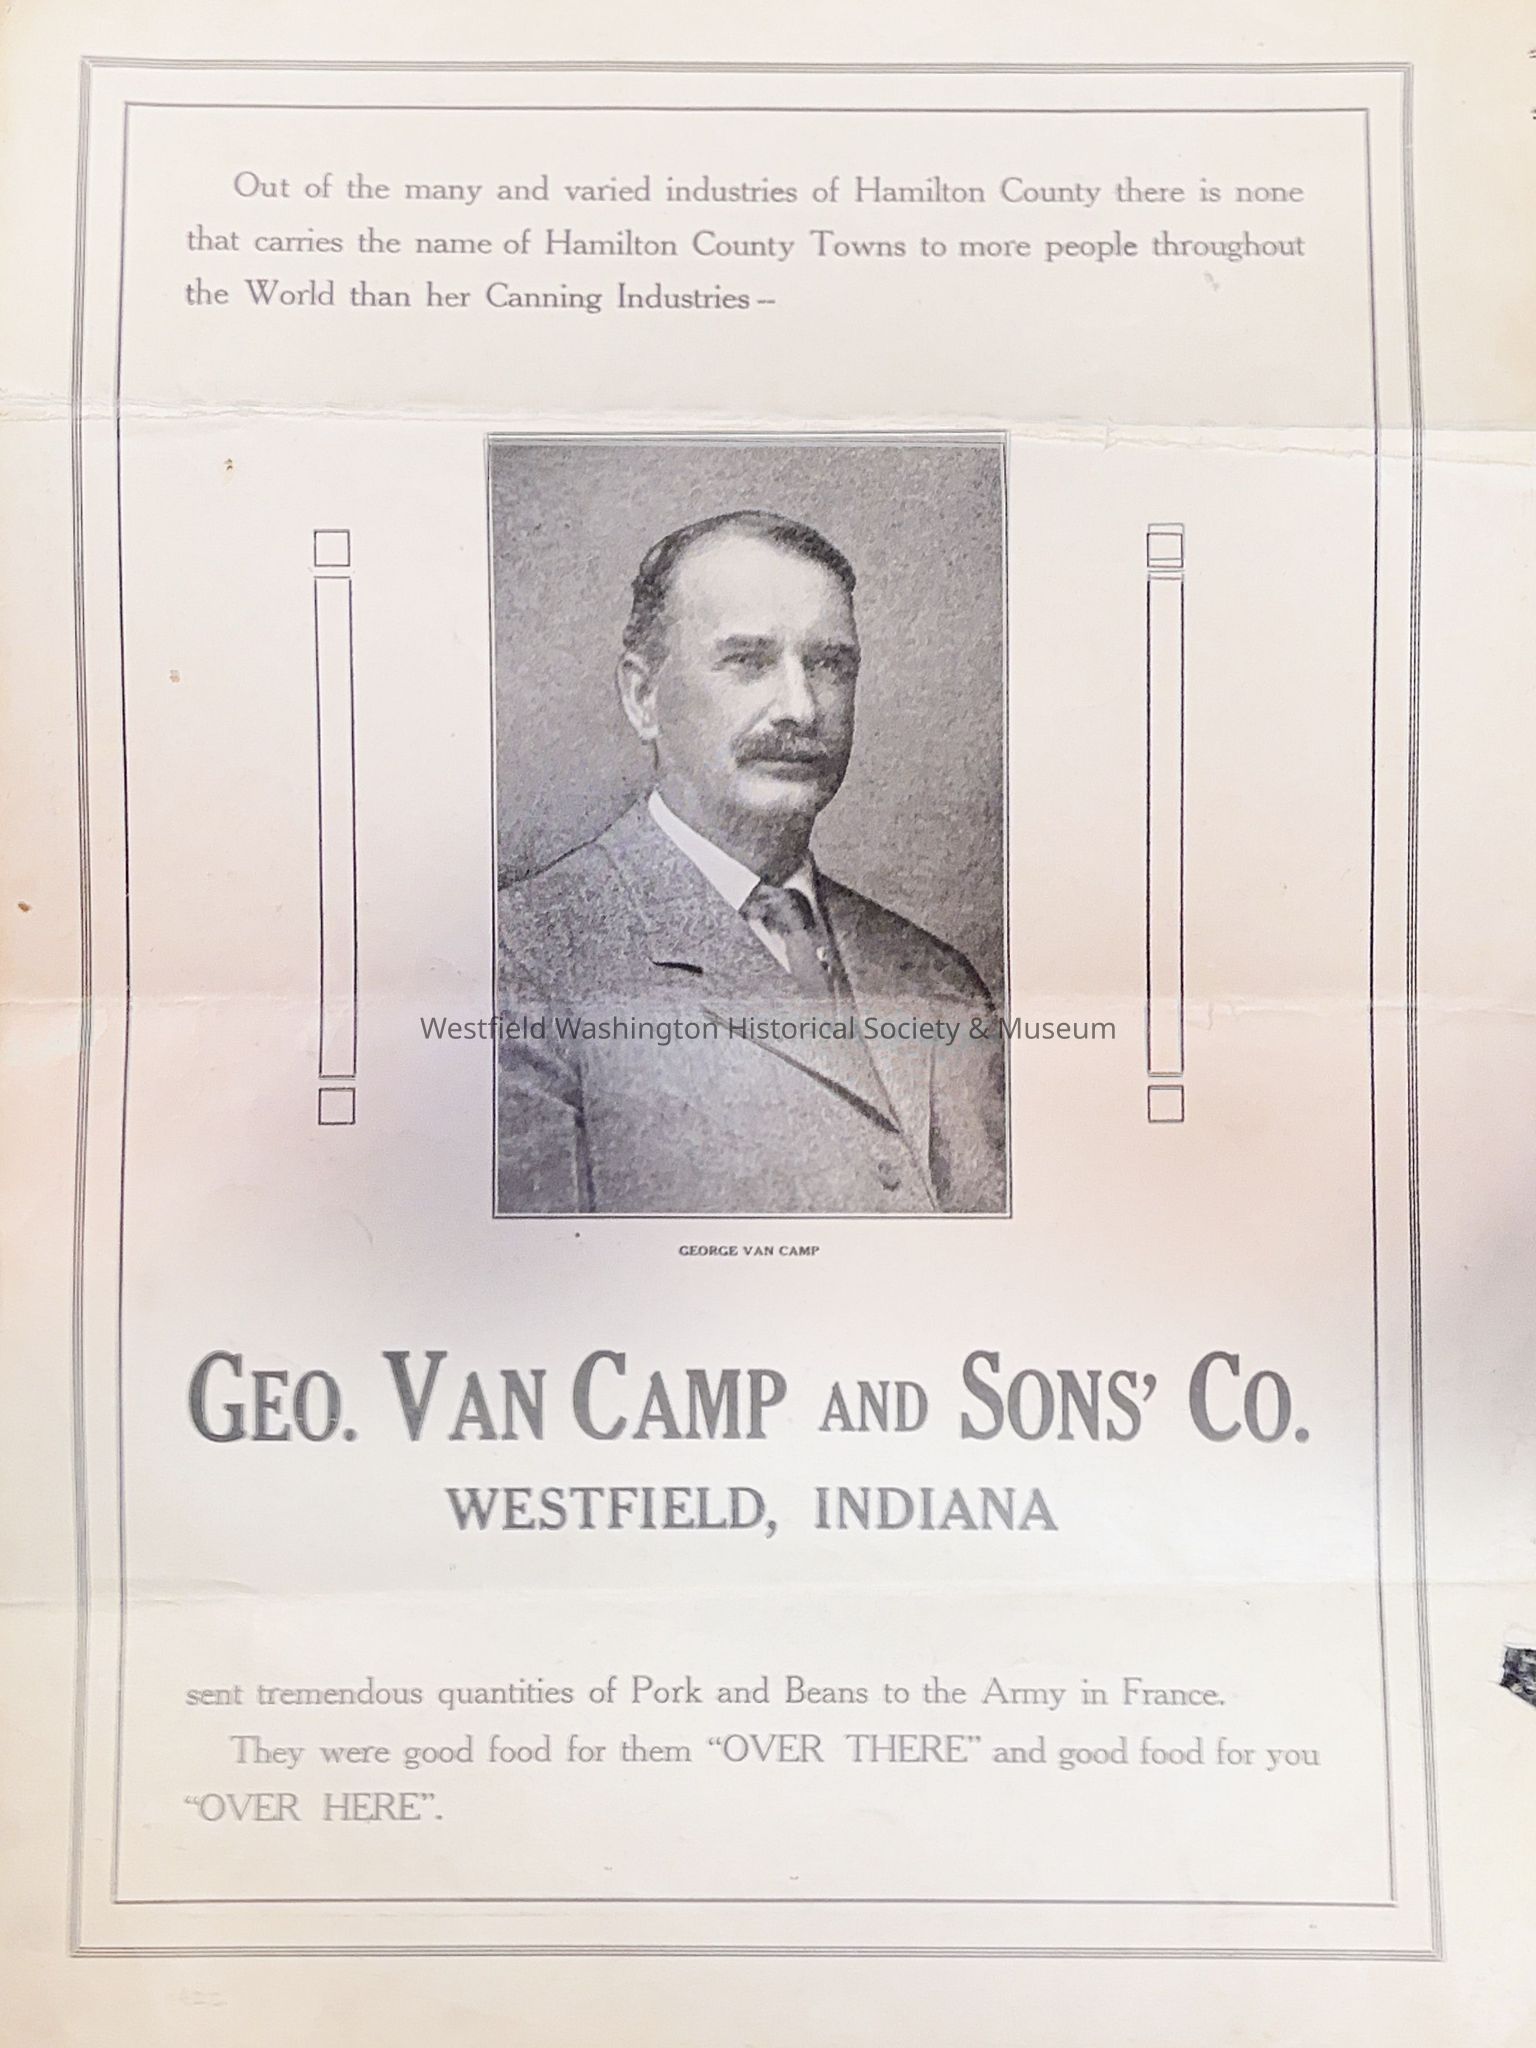 Out of the many and varied industries of Hamilton County there is none
that carries the name of Hamilton County Towns to more people throughout
the World than her Canning Industries--
Westfield Washington Historical Society & Museum
GEORGE VAN CAMP
GEO. VAN CAMP AND SONS' CO.
WESTFIELD, INDIANA
sent tremendous quantities of Pork and Beans to the Army in France.
They were good food for them "OVER THERE" and good food for you
"OVER HERE".